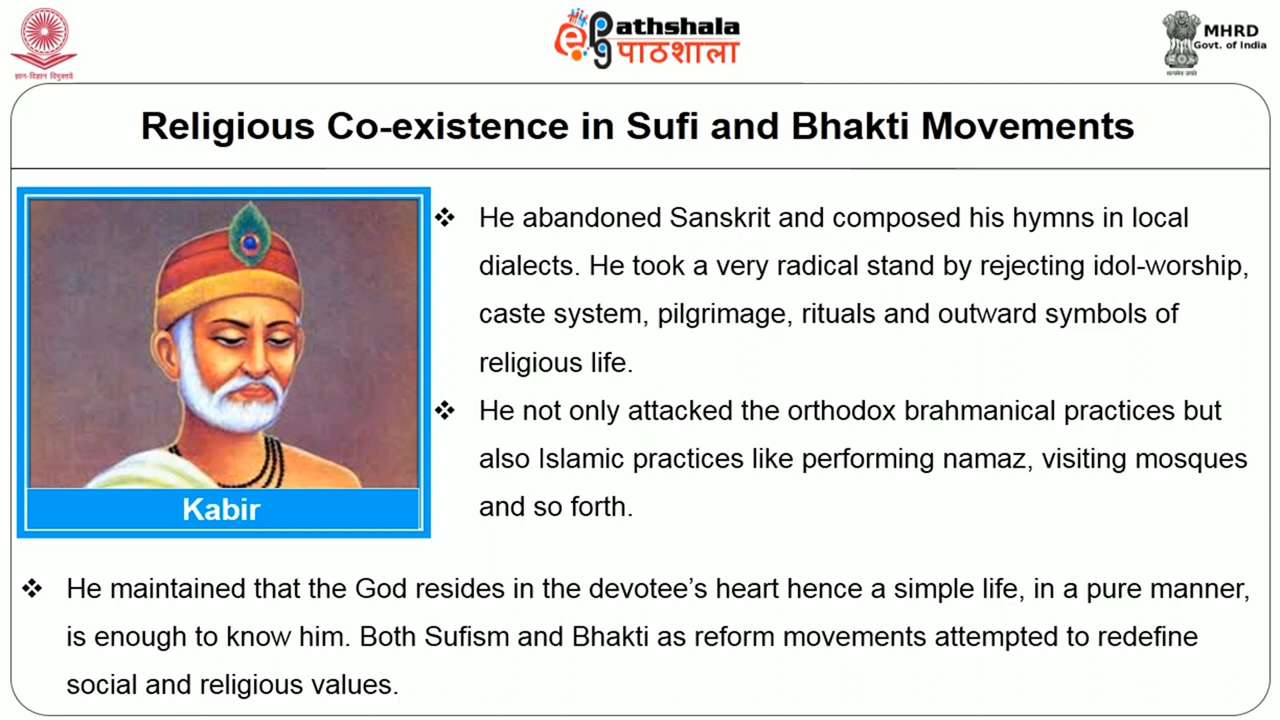 ज्ञान-विज्ञान विमुक्तये
ePathshala
पाठशाला
MHRD
Govt. of India
सत्यमेव जयते
Religious Co-existence in Sufi and Bhakti Movements
❖ He abandoned Sanskrit and composed his hymns in local
dialects. He took a very radical stand by rejecting idol-worship,
caste system, pilgrimage, rituals and outward symbols of
religious life.
❖ He not only attacked the orthodox brahmanical practices but
also Islamic practices like performing namaz, visiting mosques
and so forth.
Kabir
❖ He maintained that the God resides in the devotee’s heart hence a simple life, in a pure manner,
is enough to know him. Both Sufism and Bhakti as reform movements attempted to redefine
social and religious values.